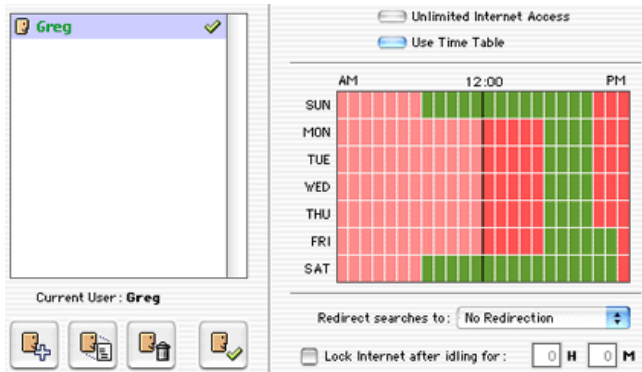 Greg
Current User : Greg
Unlimited Internet Access
Use Time Table
AM 12:00 PM
SUN
MON
TUE
WED
THU
FRI
SAT
Redirect searches to: No Redirection
Lock Internet after idling for : 0 H 0 M